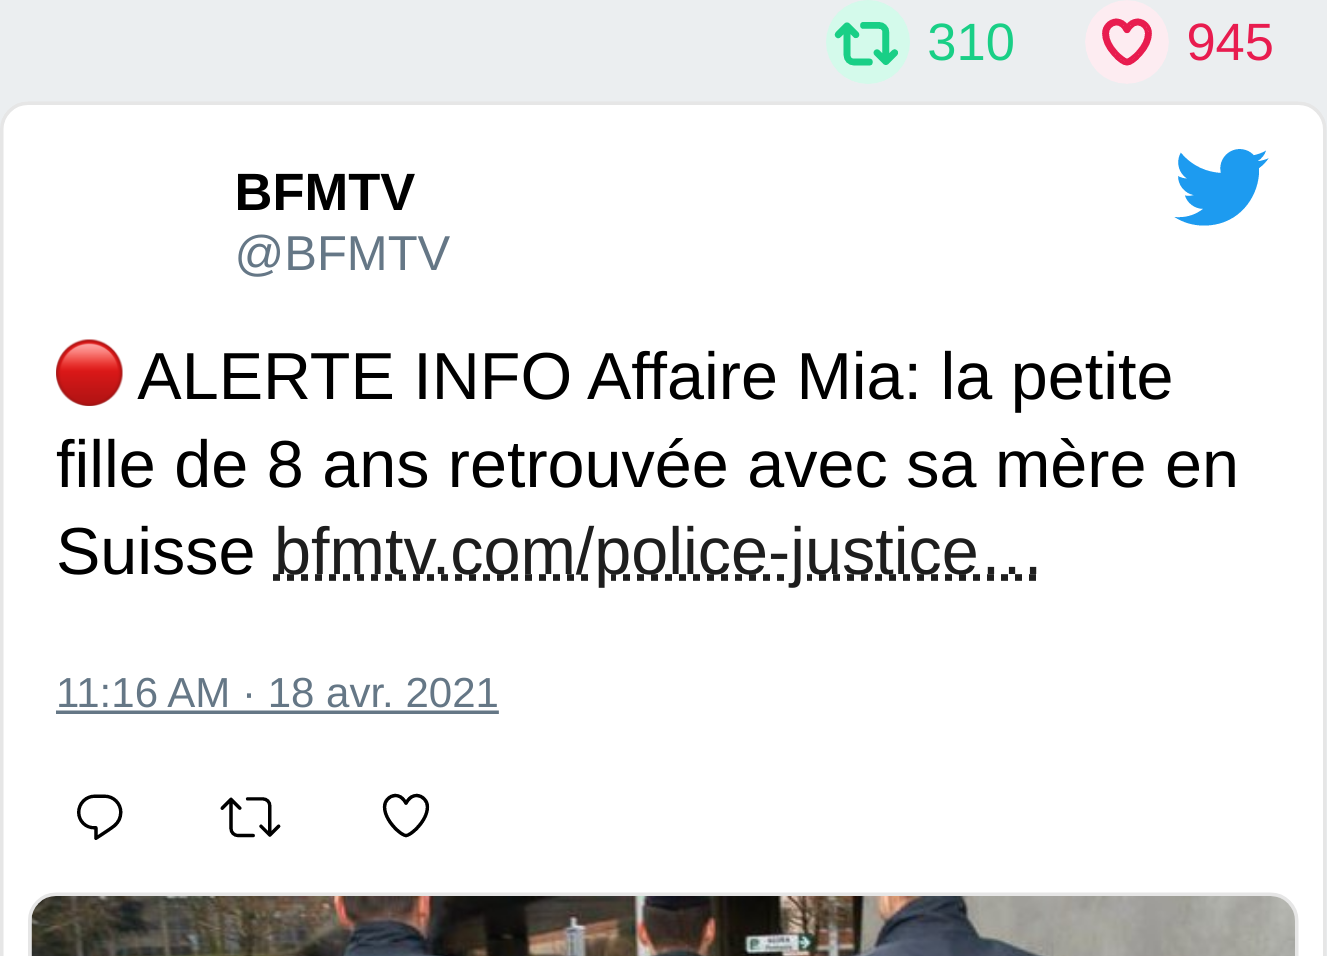 310 945
BFMTV
@BFMTV
🔴 ALERTE INFO Affaire Mia: la petite
fille de 8 ans retrouvée avec sa mère en
Suisse bfmtv.com/police-justice...
11:16 AM · 18 avr. 2021